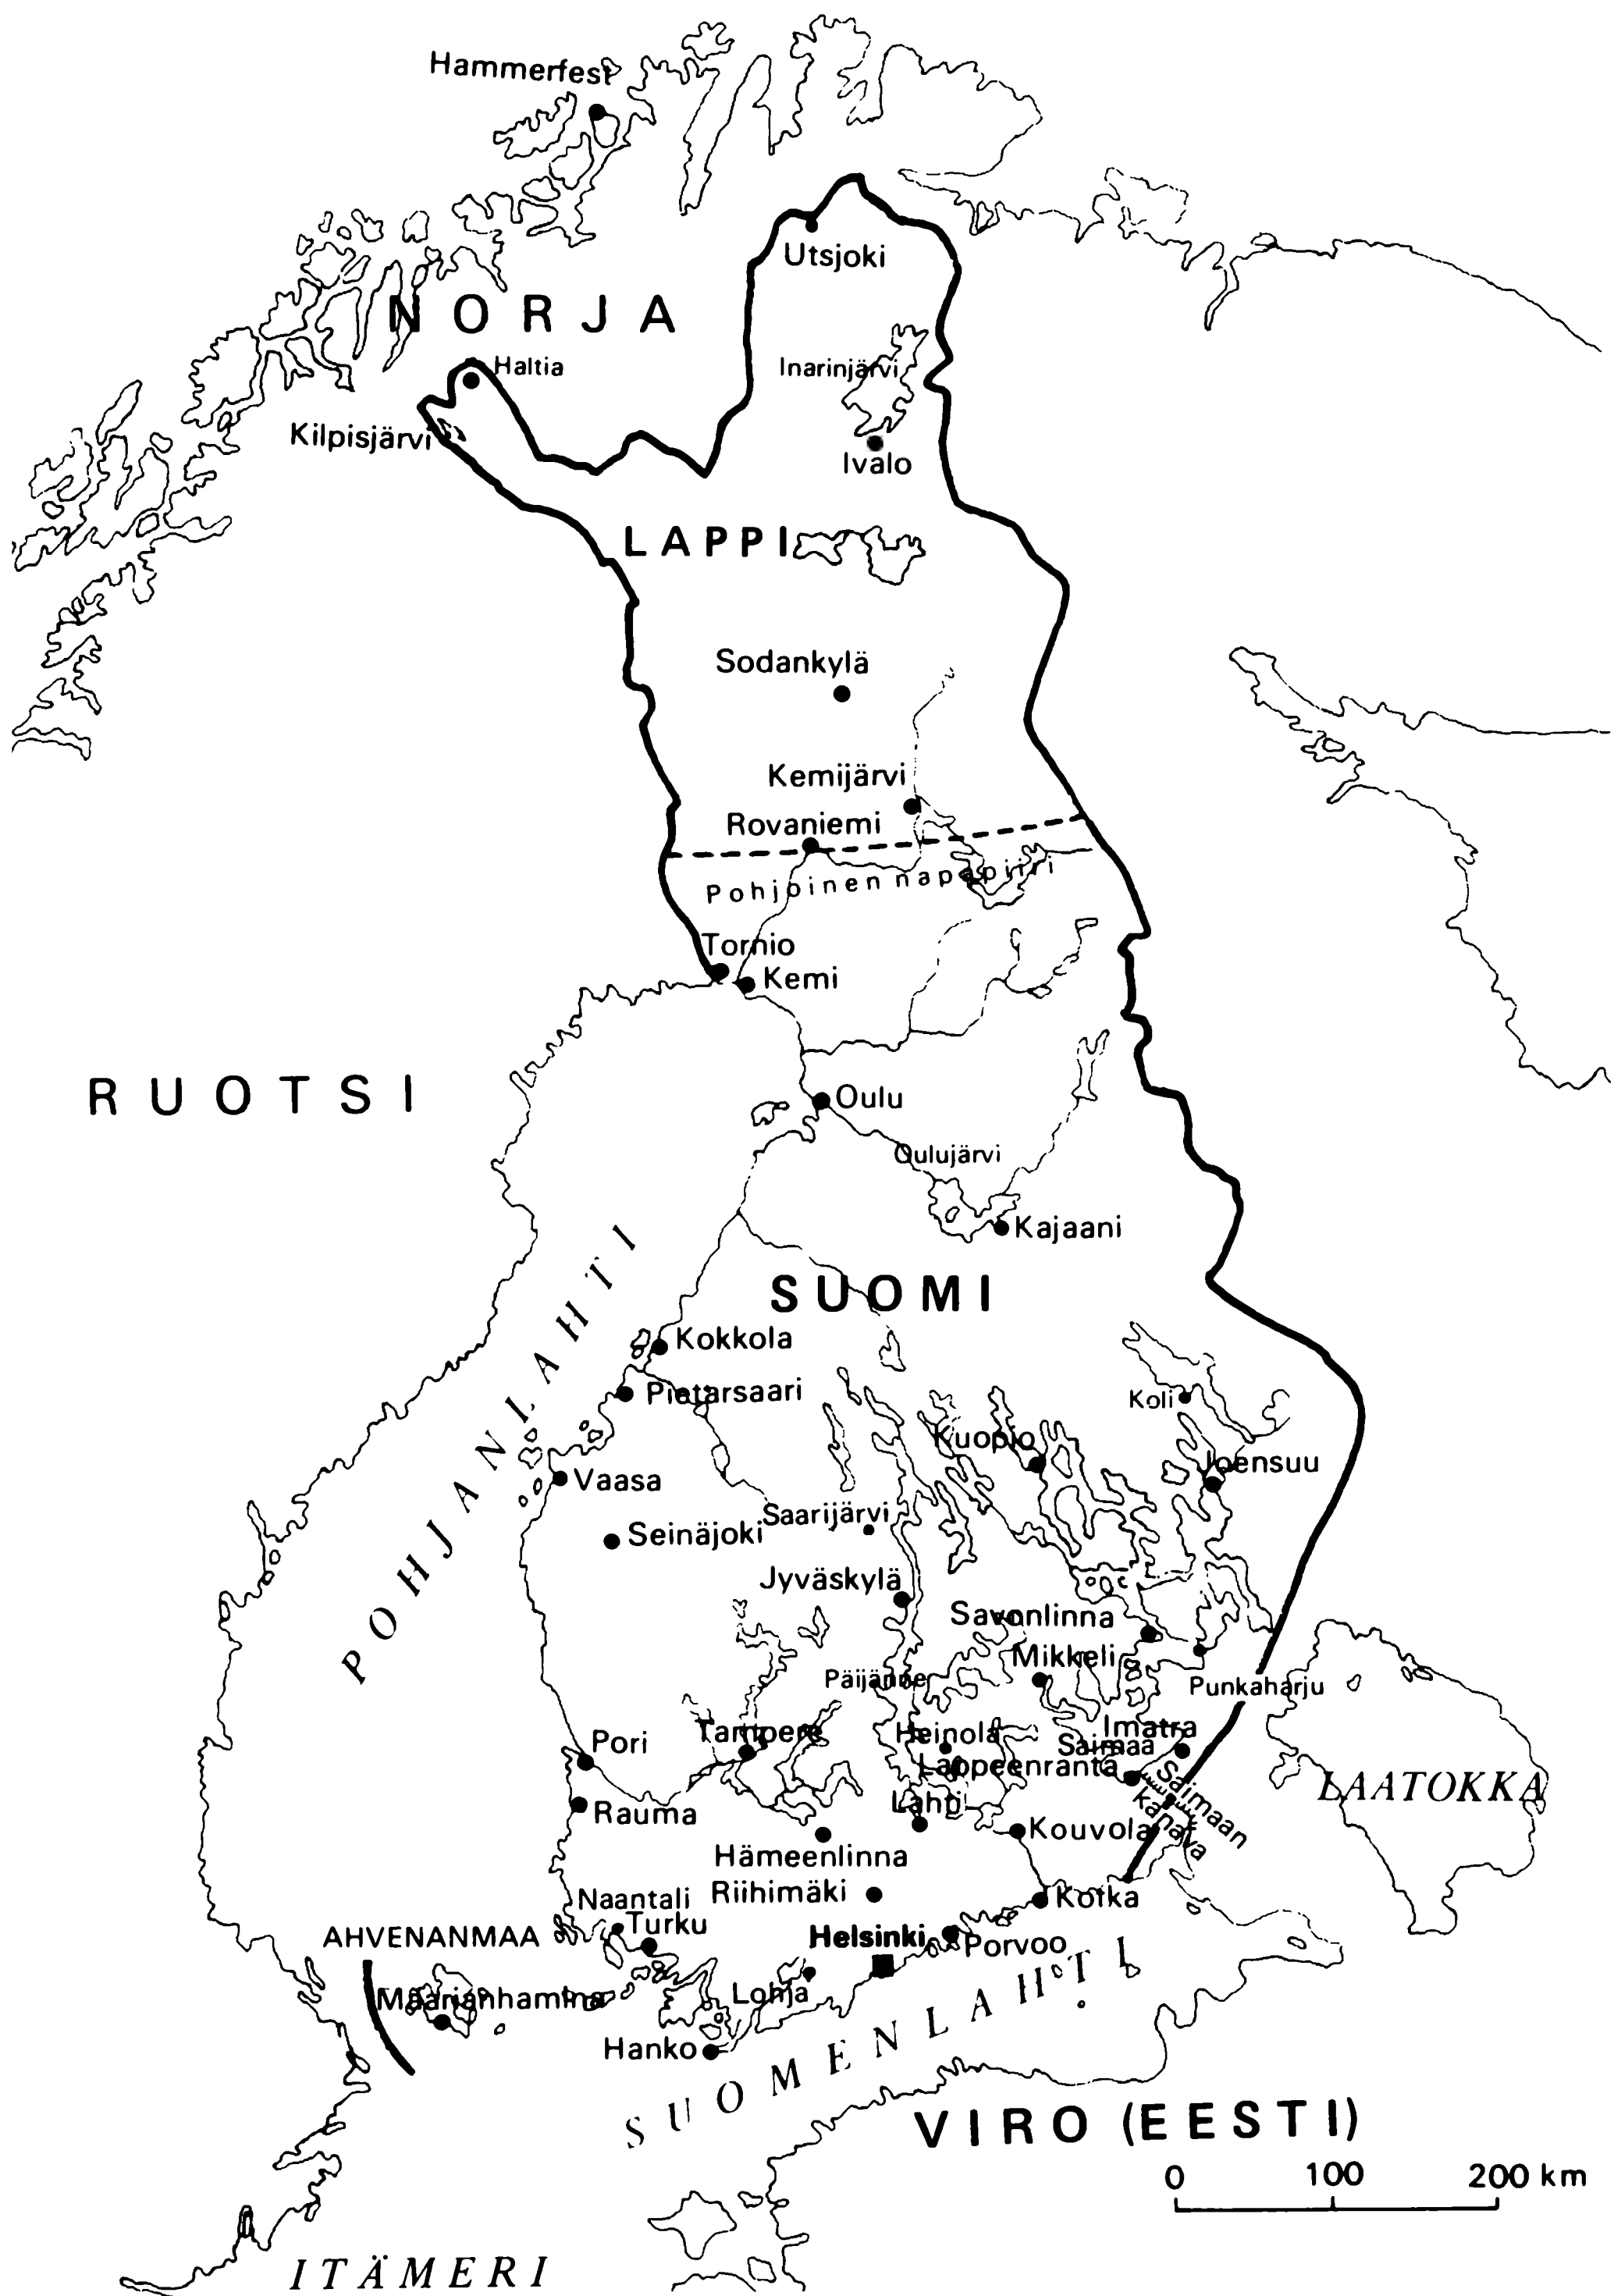 Hammerfest
Utsjoki
NORJA
Haltia
Inarinjärvi
Kilpisjärvi
Ivalo
LAPPI
Sodankylä
Kemijärvi
Rovaniemi
Pohjoinen napapiiri
Tornio
Kemi
RUOTSI
Oulu
Oulujärvi
Kajaani
POHJANLAHTI
SUOMI
Kokkola
Pietarsaari
Koli
Kuopio
Joensuu
Vaasa
Saarijärvi
Seinäjoki
Jyväskylä
Savonlinna
Mikkeli
Päijänne
Punkaharju
Imatra
Tampere
Heinola
Saimaa
Pori
Lappeenranta
Saimaan
kanava
LAATOKKA
Rauma
Lahti
Kouvola
Hämeenlinna
Naantali
Riihimäki
Kotka
Turku
AHVENANMAA
Helsinki
Porvoo
Maarianhamina
Lohja
Hanko
SUOMENLAHTI
VIRO (EESTI)
0 100 200 km
ITÄMERI